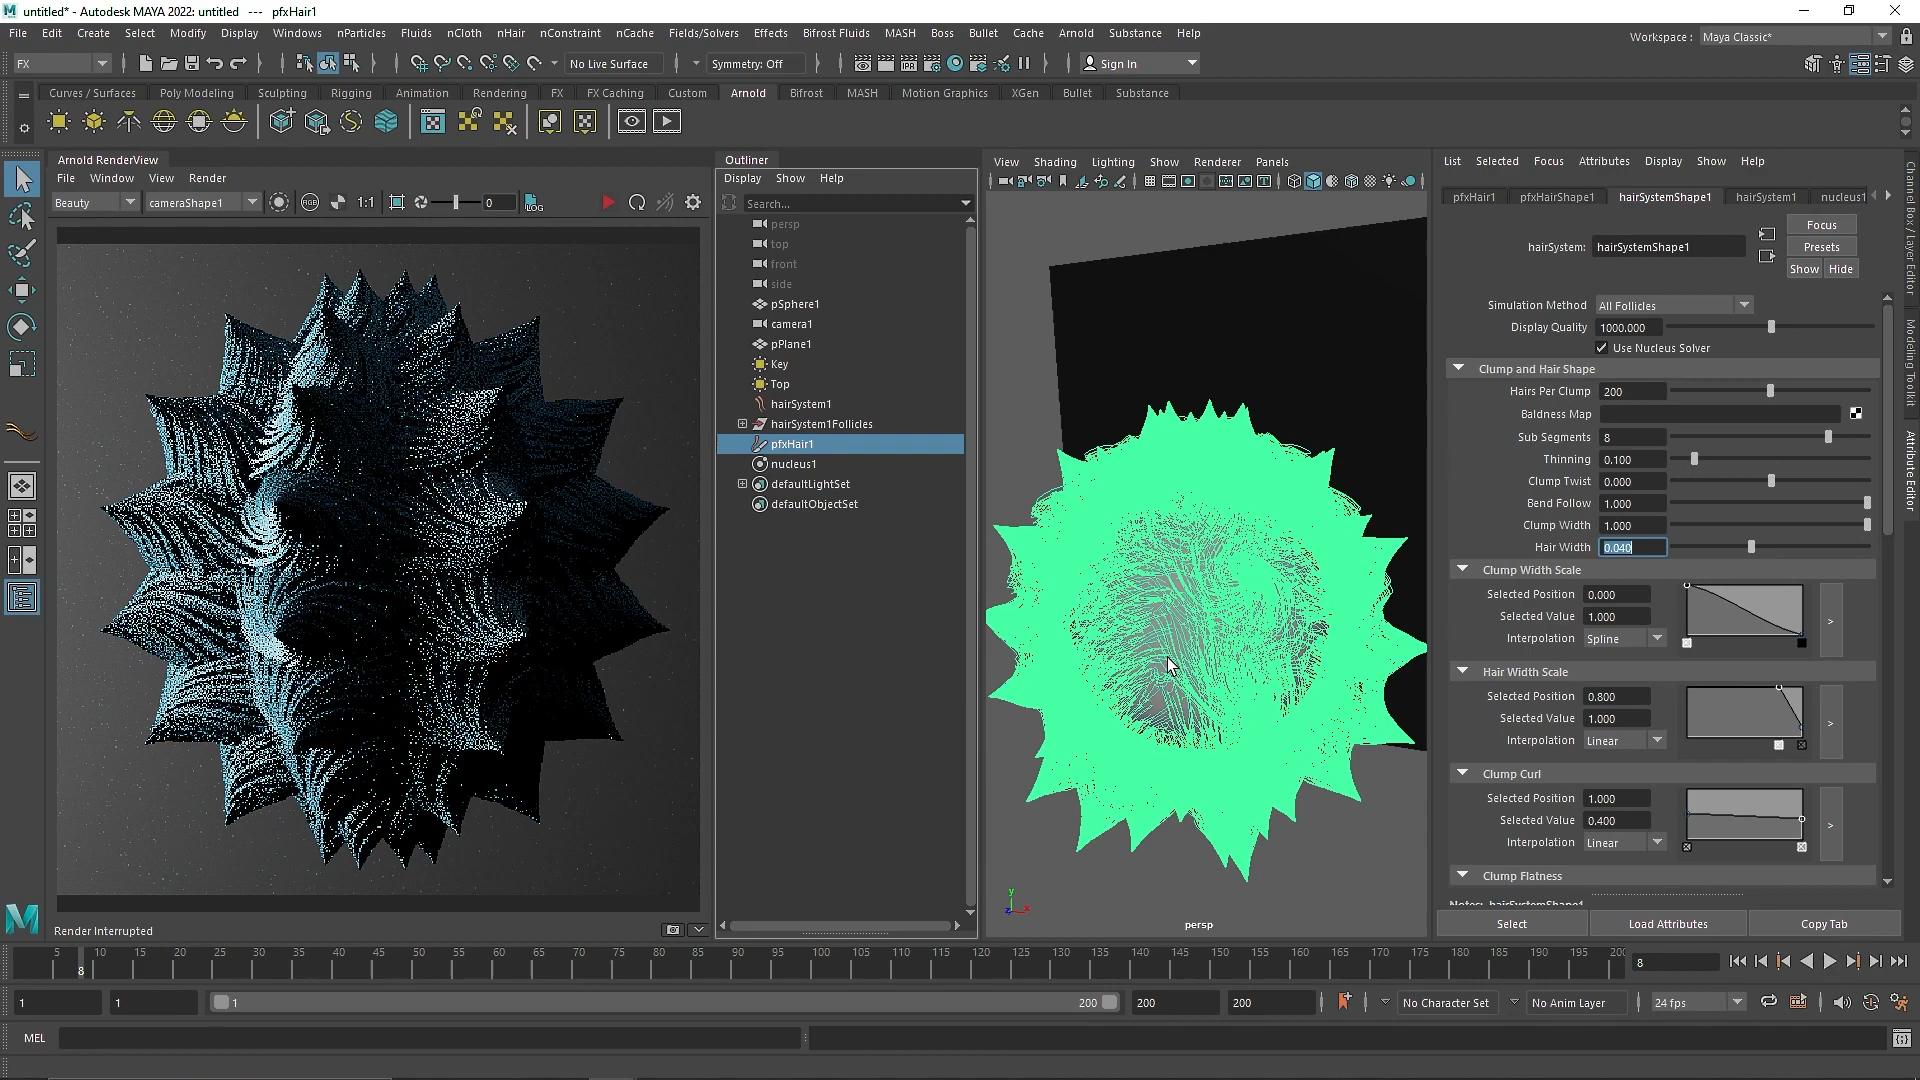 untitled* - Autodesk MAYA 2022: untitled --- pfxHair1
File Edit Create Select Modify Display Windows nParticles Fluids nCloth nHair nConstraint nCache Fields/Solvers Effects Bifrost Fluids MASH Boss Bullet Cache Arnold Substance Help
Workspace : Maya Classic*
FX No Live Surface Symmetry: Off Sign In
Curves / Surfaces Poly Modeling Sculpting Rigging Animation Rendering FX FX Caching Custom Arnold Bifrost MASH Motion Graphics XGen Bullet Substance
Arnold RenderView
File Window View Render
Beauty cameraShape1 RGB 1:1 0 LOG
Render Interrupted
Outliner
Display Show Help
Search...
persp
top
front
side
pSphere1
camera1
pPlane1
Key
Top
hairSystem1
hairSystem1Follicles
pfxHair1
nucleus1
defaultLightSet
defaultObjectSet
View Shading Lighting Show Renderer Panels
persp
List Selected Focus Attributes Display Show Help
pfxHair1 pfxHairShape1 hairSystemShape1 hairSystem1 nucleus1
hairSystem: hairSystemShape1
Focus
Presets
Show Hide
Simulation Method All Follicles
Display Quality 1000.000
Use Nucleus Solver
Clump and Hair Shape
Hairs Per Clump 200
Baldness Map
Sub Segments 8
Thinning 0.100
Clump Twist 0.000
Bend Follow 1.000
Clump Width 1.000
Hair Width 0.040
Clump Width Scale
Selected Position 0.000
Selected Value 1.000
Interpolation Spline
Hair Width Scale
Selected Position 0.800
Selected Value 1.000
Interpolation Linear
Clump Curl
Selected Position 1.000
Selected Value 0.400
Interpolation Linear
Clump Flatness
Notes: hairSystemShape1
Select Load Attributes Copy Tab
Channel Box / Layer Editor
Modeling Toolkit
Attribute Editor
5 8 10 15 20 25 30 35 40 45 50 55 60 65 70 75 80 85 90 95 100 105 110 115 120 125 130 135 140 145 150 155 160 165 170 175 180 185 190 195 200 8
1 1 1 200 200 200 No Character Set No Anim Layer 24 fps
MEL